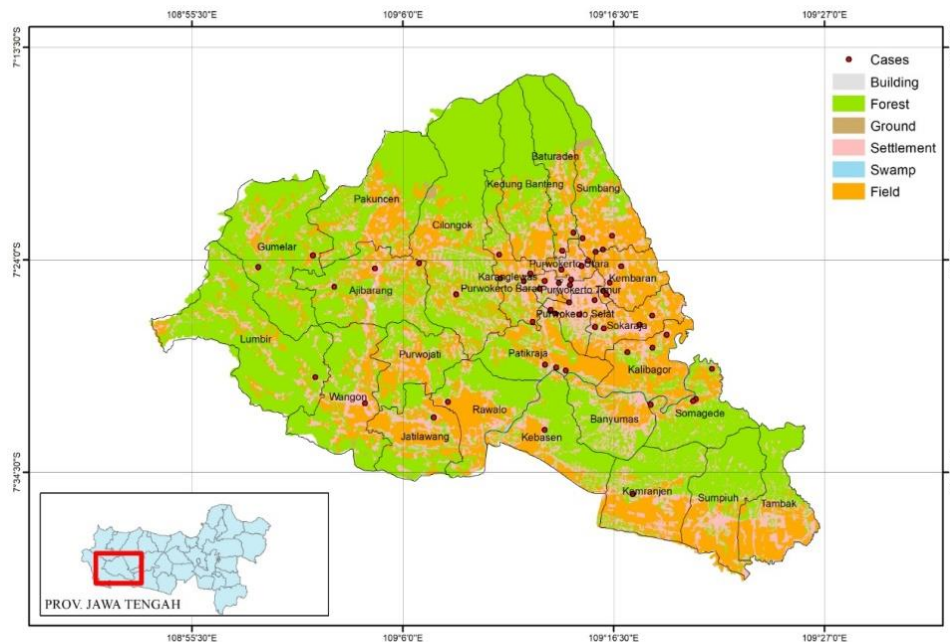 108°55'30"E
109°6'0"E
109°16'30"E
109°27'0"E
7°13'30"S
7°24'0"S
7°34'30"S
Cases
Building
Forest
Ground
Settlement
Swamp
Field
Baturaden
Kedung Banteng
Sumbang
Pakuncen
Cilongok
Gumelar
Purwokerto Utara
Karanglewas
Kembaran
Ajibarang
Purwokerto Barat
Purwokerto Timur
Purwokerto Selat
Sokaraja
Lumbir
Purwojati
Patikraja
Kalibagor
Wangon
Rawalo
Banyumas
Somagede
Jatilawang
Kebasen
Kemranjen
Sumpiuh
Tambak
PROV. JAWA TENGAH
108°55'30"E
109°6'0"E
109°16'30"E
109°27'0"E